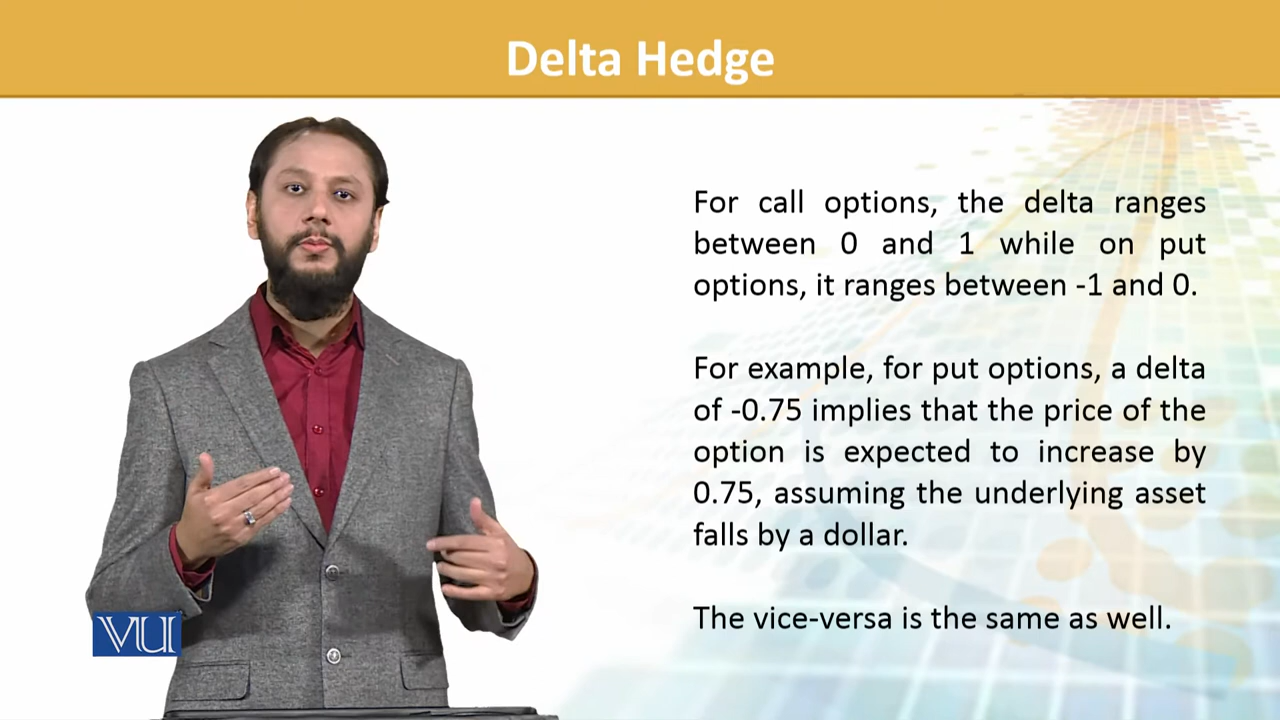 Delta Hedge
For call options, the delta ranges
between 0 and 1 while on put
options, it ranges between -1 and 0.
For example, for put options, a delta
of -0.75 implies that the price of the
option is expected to increase by
0.75, assuming the underlying asset
falls by a dollar.
The vice-versa is the same as well.
VU